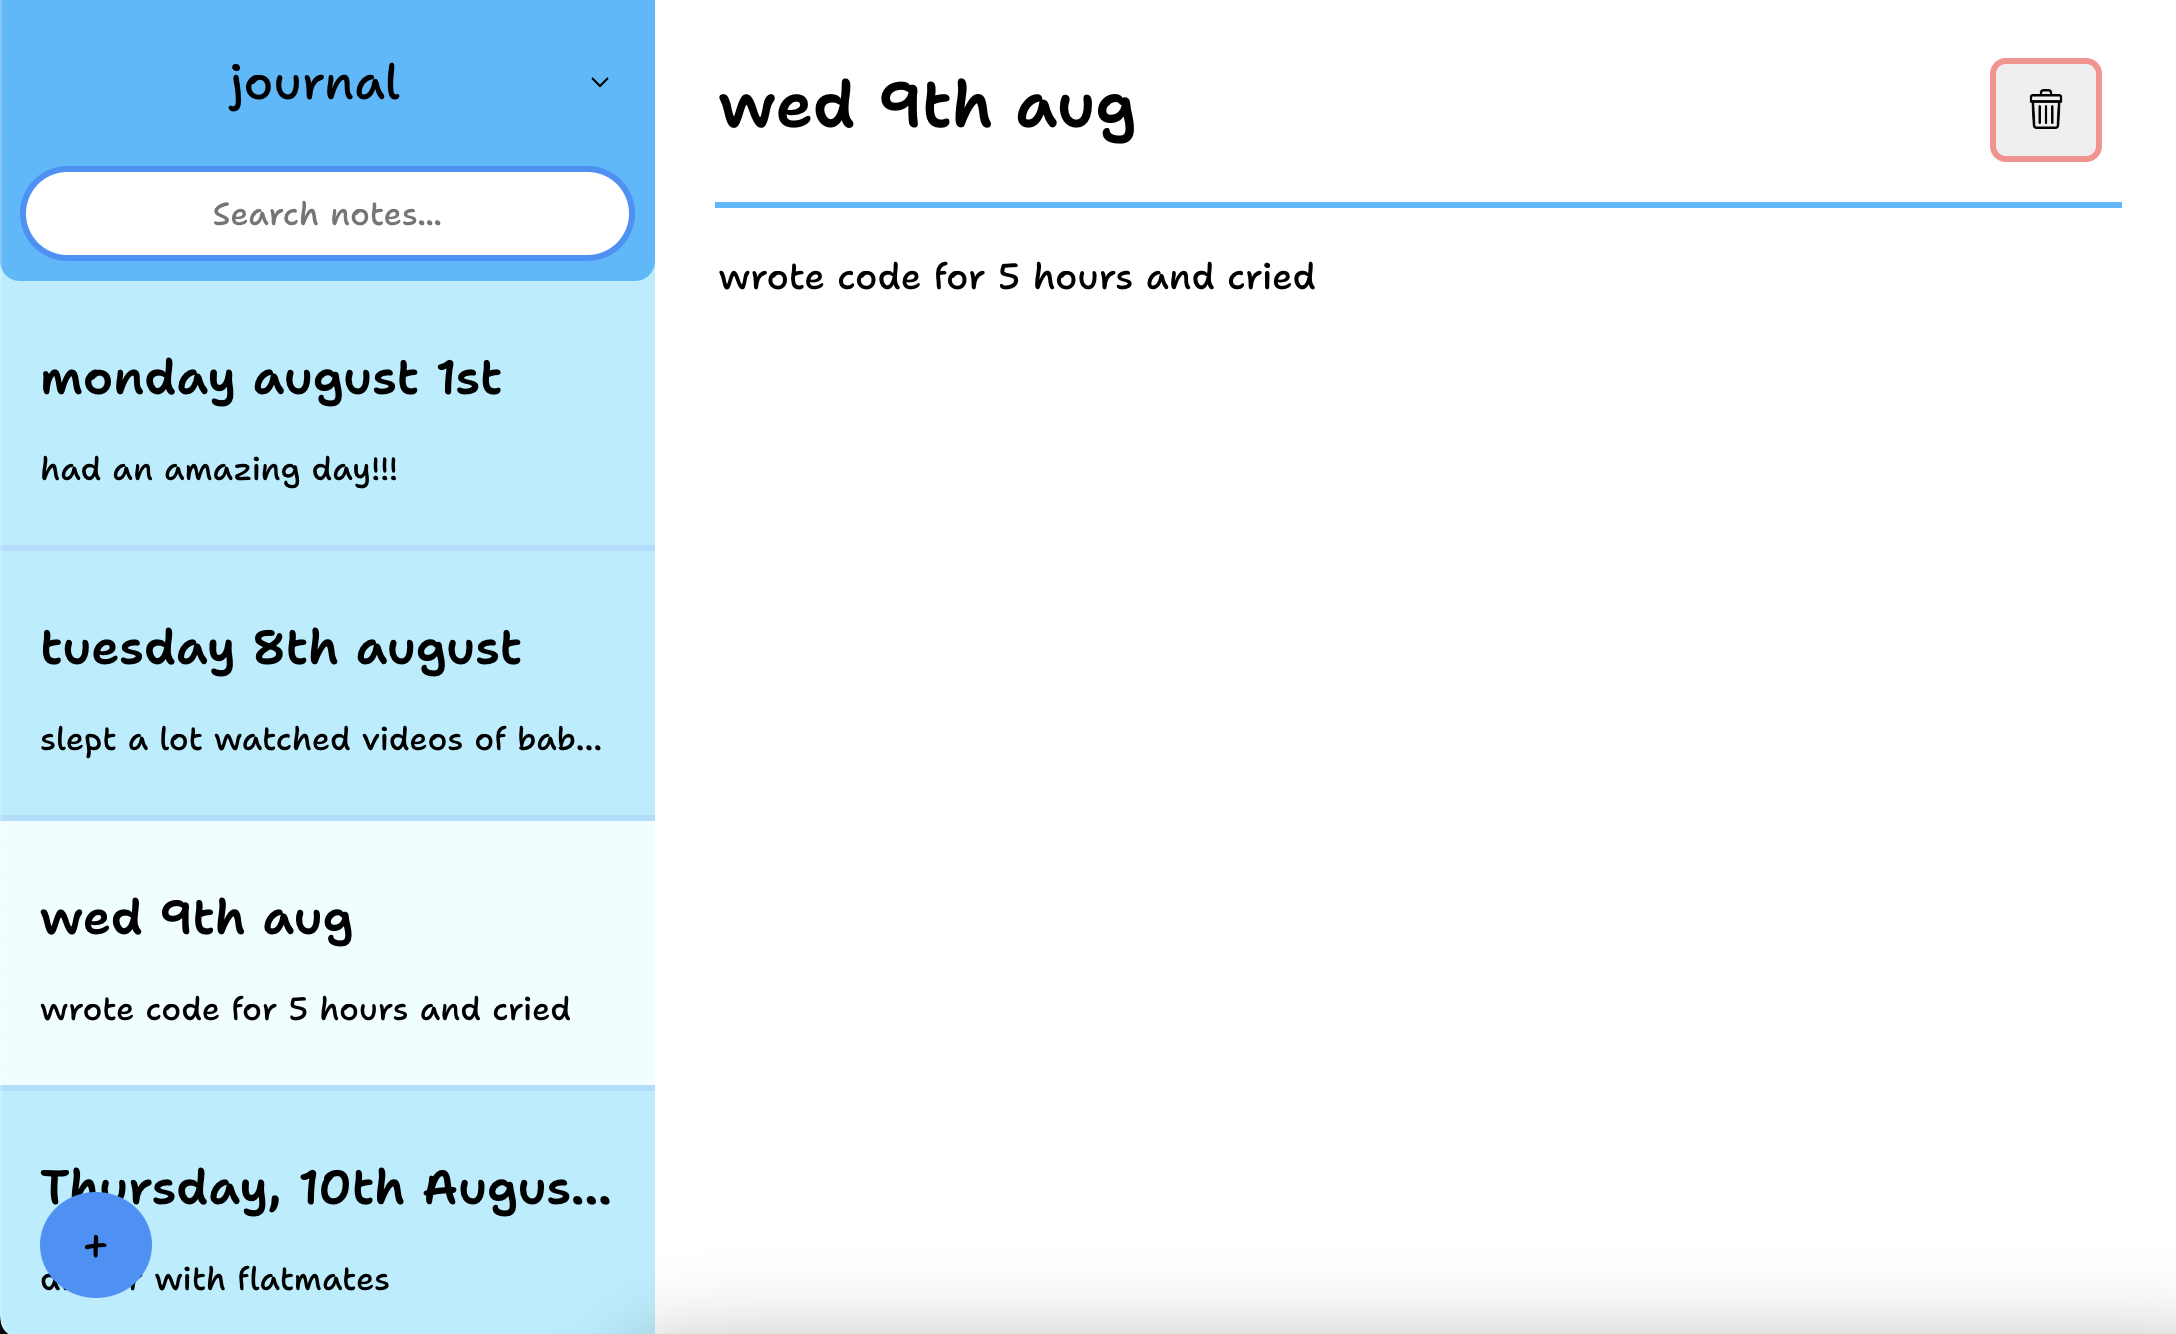 journal
Search notes...
monday august 1st
had an amazing day!!!
tuesday 8th august
slept a lot watched videos of bab...
wed 9th aug
wrote code for 5 hours and cried
Thursday, 10th Augus...
+
with flatmates
wed 9th aug
wrote code for 5 hours and cried